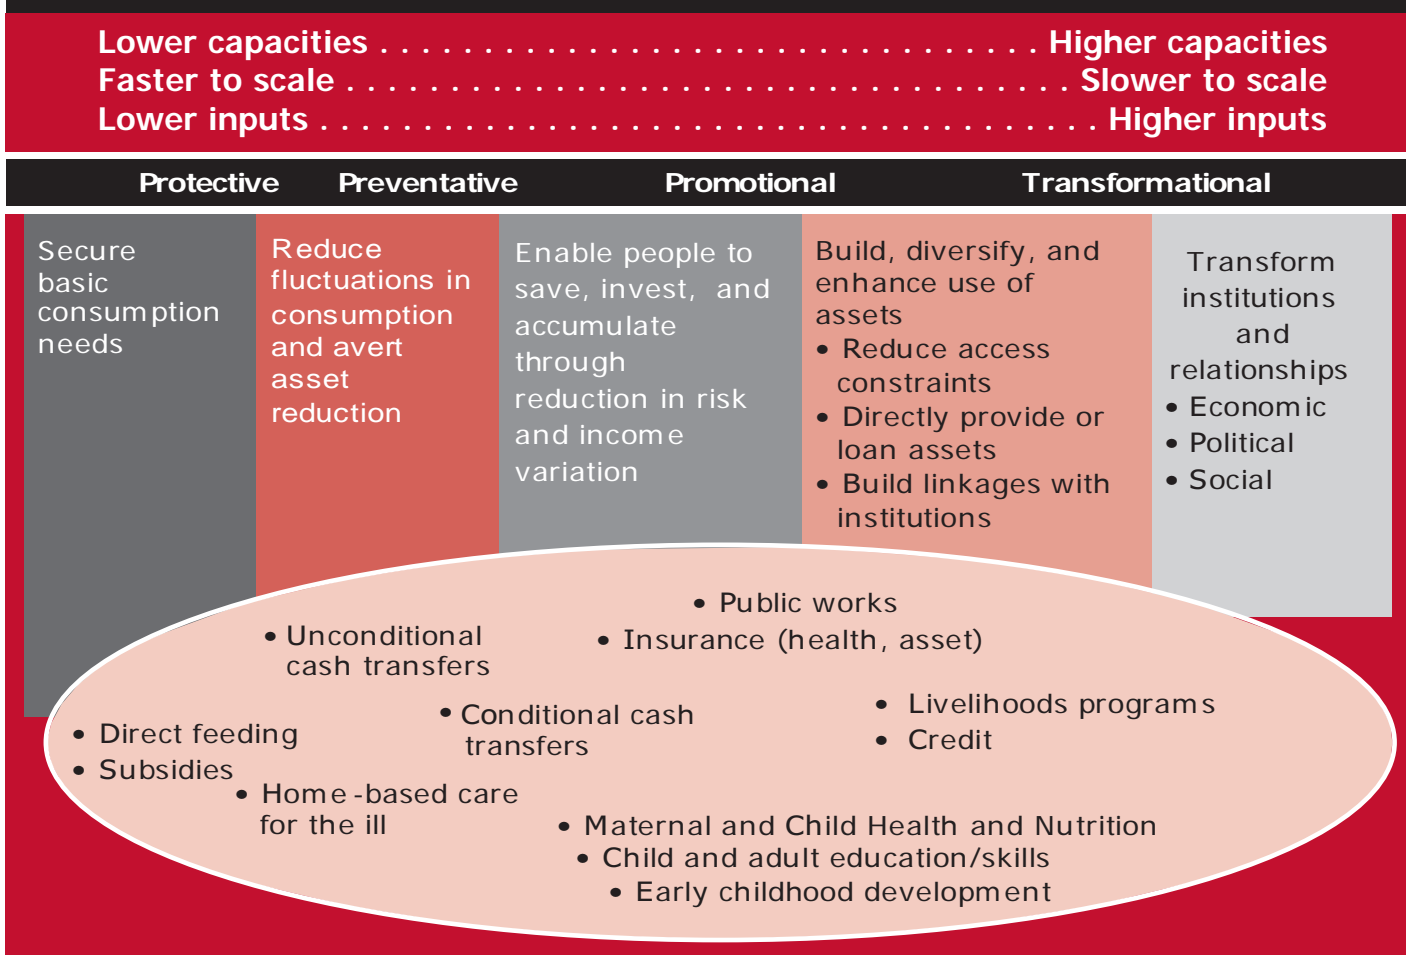 Lower capacities . . . . . . . . . . . . . . . . . . . . . . . . . . . . . . . . . . . . . . Higher capacities
Faster to scale . . . . . . . . . . . . . . . . . . . . . . . . . . . . . . . . . . . . . . . . . . Slower to scale
Lower inputs . . . . . . . . . . . . . . . . . . . . . . . . . . . . . . . . . . . . . . . . . . . . . Higher inputs
Protective Preventative Promotional Transformational
Secure
basic
consumption
needs
Reduce
fluctuations in
consumption
and avert
asset
reduction
Enable people to
save, invest, and
accumulate
through
reduction in risk
and income
variation
Build, diversify, and
enhance use of
assets
• Reduce access
constraints
• Directly provide or
loan assets
• Build linkages with
institutions
Transform
institutions
and
relationships
• Economic
• Political
• Social
• Public works
• Insurance (health, asset)
• Unconditional
cash transfers
• Conditional cash
transfers
• Livelihoods programs
• Credit
• Direct feeding
• Subsidies
• Home-based care
for the ill
• Maternal and Child Health and Nutrition
• Child and adult education/skills
• Early childhood development